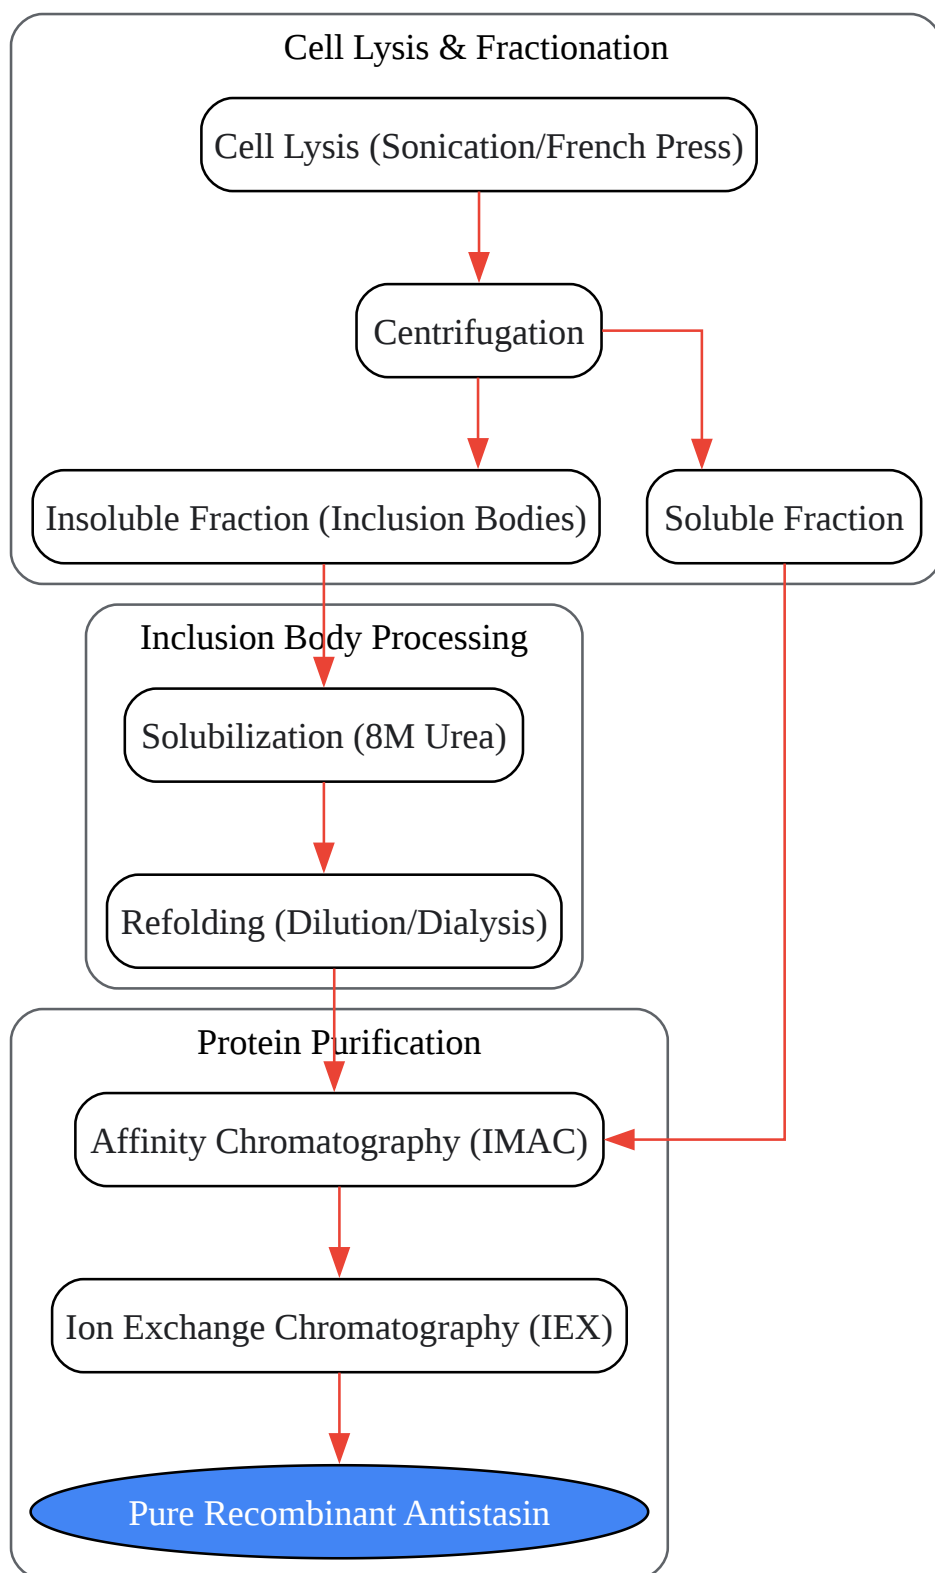 Cell Lysis & Fractionation
Cell Lysis (Sonication/French Press)
Centrifugation
Insoluble Fraction (Inclusion Bodies)
Soluble Fraction
Inclusion Body Processing
Solubilization (8M Urea)
Refolding (Dilution/Dialysis)
Protein Purification
Affinity Chromatography (IMAC)
Ion Exchange Chromatography (IEX)
Pure Recombinant Antistasin